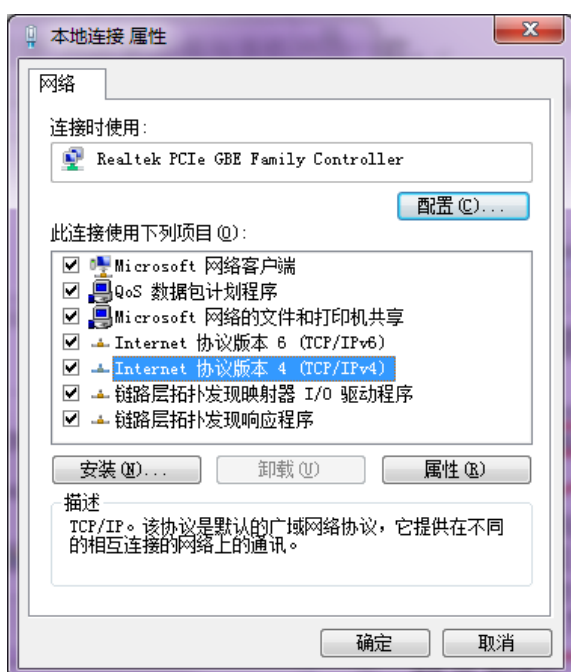 本地连接 属性
网络
连接时使用:
Realtek PCIe GBE Family Controller
配置(C)...
此连接使用下列项目(O):
Microsoft 网络客户端
QoS 数据包计划程序
Microsoft 网络的文件和打印机共享
Internet 协议版本 6 (TCP/IPv6)
Internet 协议版本 4 (TCP/IPv4)
链路层拓扑发现映射器 I/O 驱动程序
链路层拓扑发现响应程序
安装(N)... 卸载(U) 属性(R)
描述
TCP/IP。该协议是默认的广域网络协议，它提供在不同
的相互连接的网络上的通讯。
确定 取消